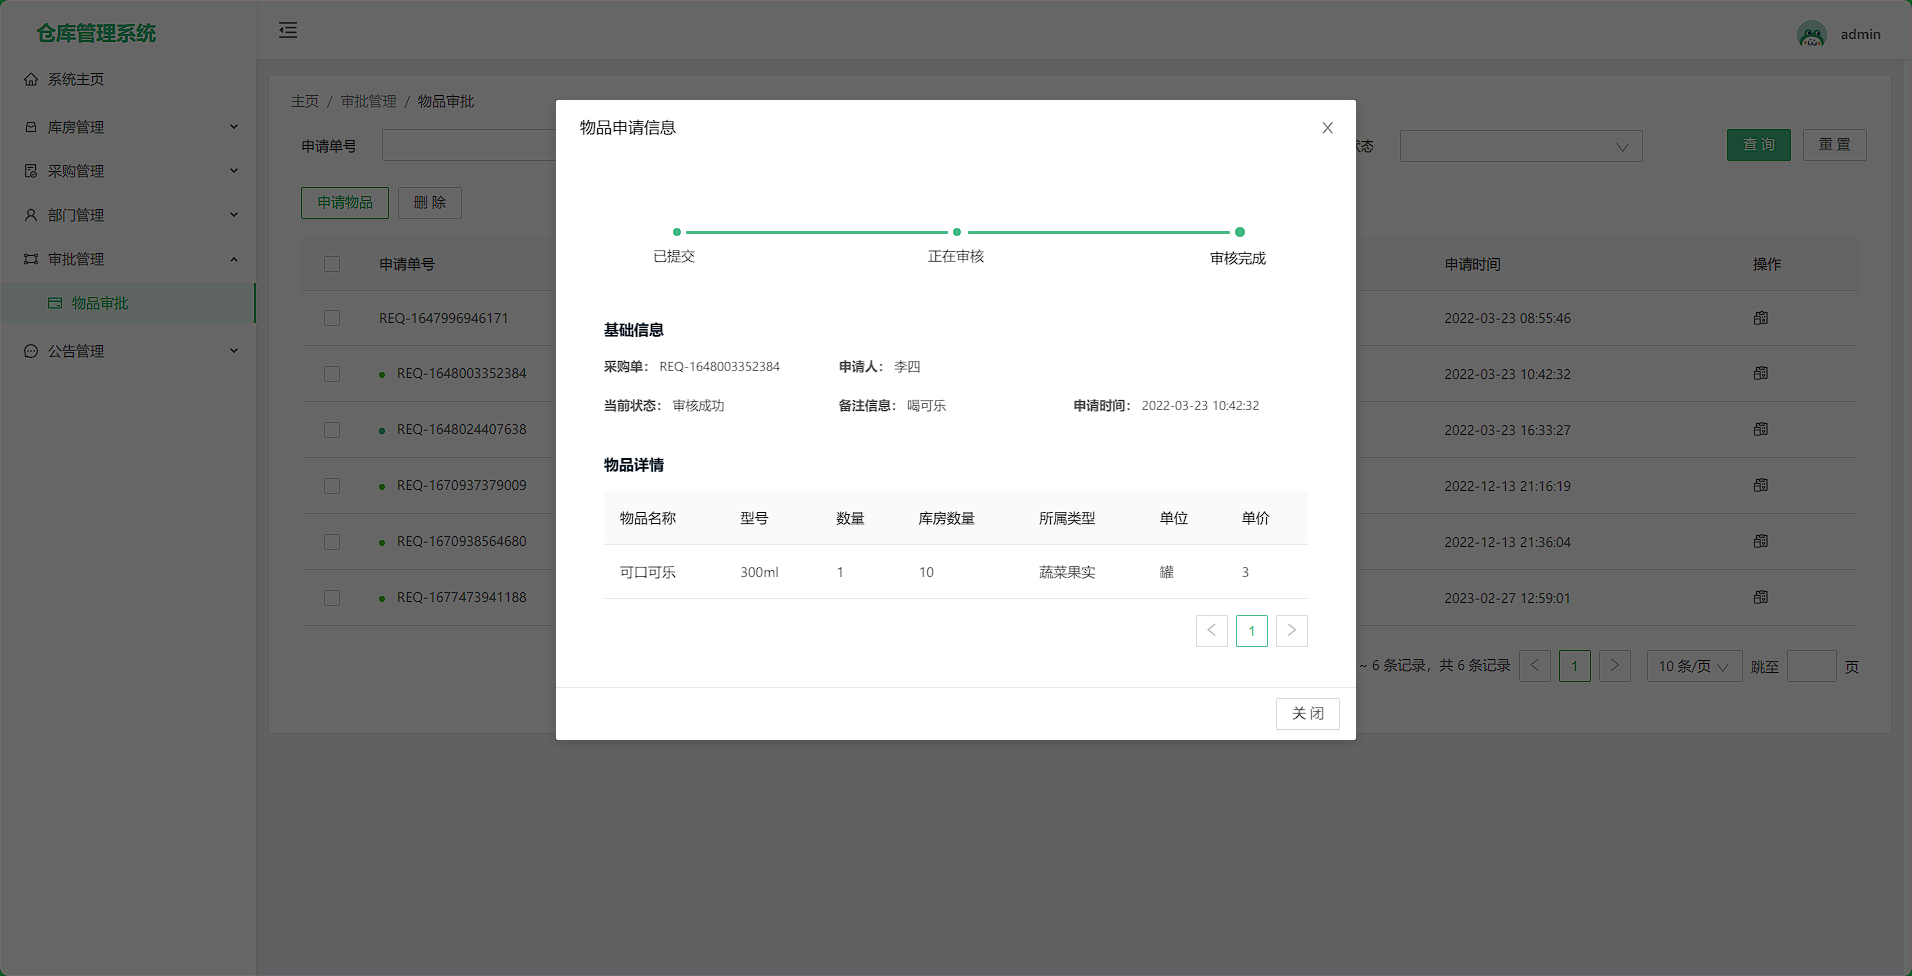 仓库管理系统
admin
系统主页
库房管理
采购管理
部门管理
审批管理
物品审批
公告管理
主页 / 审批管理 / 物品审批
申请单号
状态
查 询
重 置
申请物品
删 除
申请单号
申请时间
操作
REQ-1647996946171
2022-03-23 08:55:46
REQ-1648003352384
2022-03-23 10:42:32
REQ-1648024407638
2022-03-23 16:33:27
REQ-1670937379009
2022-12-13 21:16:19
REQ-1670938564680
2022-12-13 21:36:04
REQ-1677473941188
2023-02-27 12:59:01
~ 6 条记录，共 6 条记录
1
10 条/页
跳至
页
物品申请信息
已提交
正在审核
审核完成
基础信息
采购单： REQ-1648003352384
申请人： 李四
当前状态： 审核成功
备注信息： 喝可乐
申请时间： 2022-03-23 10:42:32
物品详情
物品名称 型号 数量 库房数量 所属类型 单位 单价
可口可乐 300ml 1 10 蔬菜果实 罐 3
1
关 闭